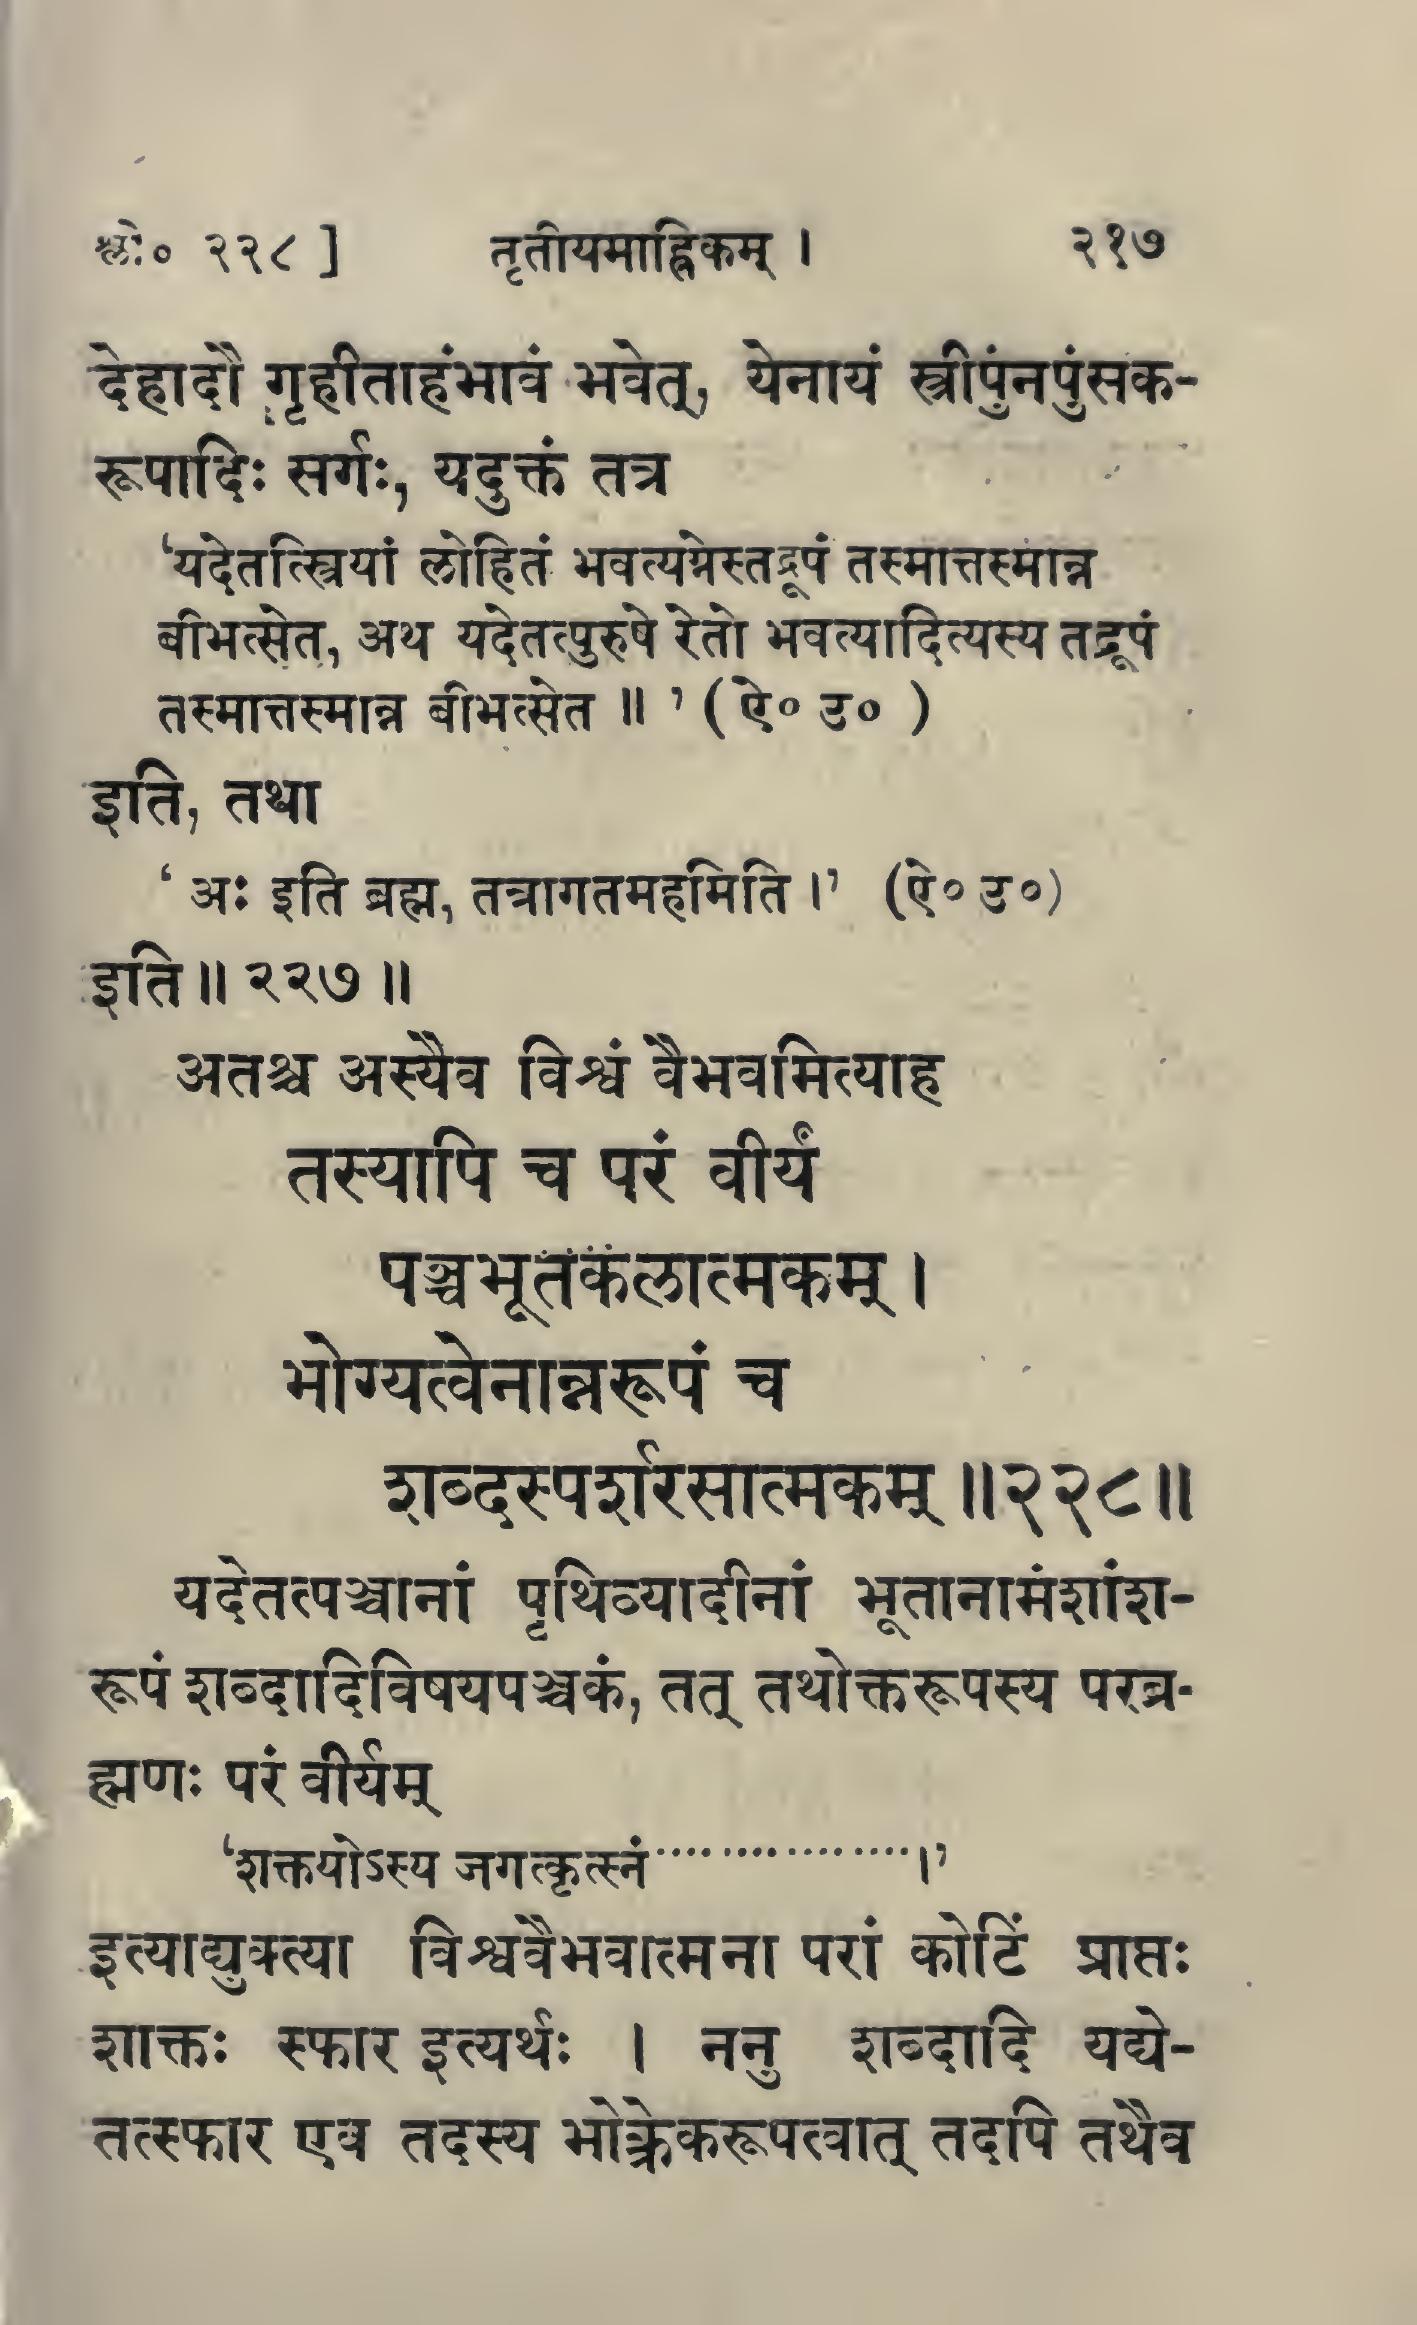 श्लो० २२८ ] तृतीयमाह्निकम् । २१७
देहादौ गृहीताहंभावं भवेत्, येनायं स्त्रीपुंनपुंसक-
रूपादिः सर्गः, यदुक्तं तत्र
‘यदेतत्स्त्रियां लोहितं भवत्यग्नेस्तद्रूपं तस्मात्तस्मान्न
बीभत्सेत, अथ यदेतत्पुरुषे रेतो भवत्यादित्यस्य तद्रूपं
तस्मात्तस्मान्न बीभत्सेत ॥ ’ ( ऐ० उ० )
इति, तथा
‘ अः इति ब्रह्म, तत्रागतमहमिति ।’ (ऐ० उ०)
इति ॥ २२७ ॥
अतश्च अस्यैव विश्वं वैभवमित्याह
तस्यापि च परं वीर्यं
पञ्चभूतकलात्मकम् ।
भोग्यत्वेनान्नरूपं च
शब्दस्पर्शरसात्मकम् ॥२२८॥
यदेतत्पञ्चानां पृथिव्यादीनां भूतानामंशांश-
रूपं शब्दादिविषयपञ्चकं, तत् तथोक्तरूपस्य परब्र-
ह्मणः परं वीर्यम्
‘शक्तयोऽस्य जगत्कृत्स्नं··················।’
इत्याद्युक्त्या विश्ववैभवात्मना परां कोटिं प्राप्तः
शाक्तः स्फार इत्यर्थः । ननु शब्दादि यद्ये-
तत्स्फार एव तदस्य भोक्त्रेकरूपत्वात् तदपि तथैव